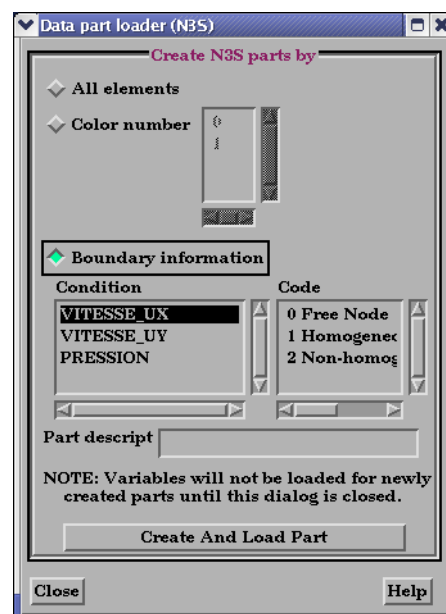 Data part loader (N3S)
Create N3S parts by
All elements
Color number
0
1
Boundary information
Condition
Code
VITESSE_UX
VITESSE_UY
PRESSION
0 Free Node
1 Homogenec
2 Non-homog
Part descript
NOTE: Variables will not be loaded for newly
created parts until this dialog is closed.
Create And Load Part
Close
Help